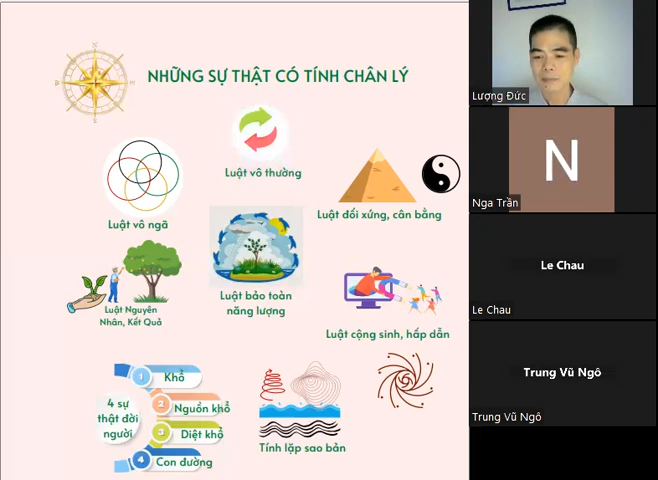 NHỮNG SỰ THẬT CÓ TÍNH CHÂN LÝ
Luật vô thường
Luật vô ngã
Luật đối xứng, cân bằng
Luật bảo toàn
năng lượng
Luật Nguyên
Nhân, Kết Quả
Luật cộng sinh, hấp dẫn
4 sự
thật đời
người
1 Khổ
2 Nguồn khổ
3 Diệt khổ
4 Con đường
Tính lặp sao bản
Lượng Đức
N
Nga Trần
Le Chau
Le Chau
Trung Vũ Ngô
Trung Vũ Ngô